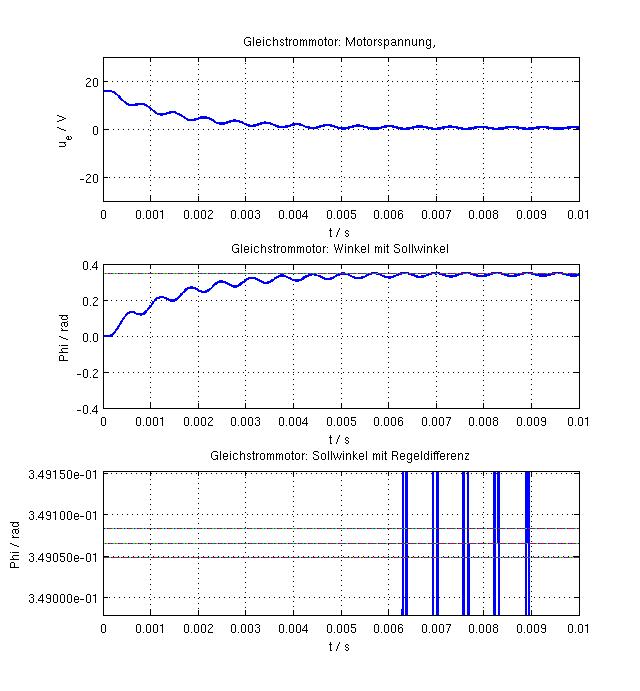 Gleichstrommotor: Motorspannung,
20
0
-20
u_e / V
0 0.001 0.002 0.003 0.004 0.005 0.006 0.007 0.008 0.009 0.01
t / s
Gleichstrommotor: Winkel mit Sollwinkel
0.4
0.2
0.0
-0.2
-0.4
Phi / rad
0 0.001 0.002 0.003 0.004 0.005 0.006 0.007 0.008 0.009 0.01
t / s
Gleichstrommotor: Sollwinkel mit Regeldifferenz
3.49150e-01
3.49100e-01
3.49050e-01
3.49000e-01
Phi / rad
0 0.001 0.002 0.003 0.004 0.005 0.006 0.007 0.008 0.009 0.01
t / s